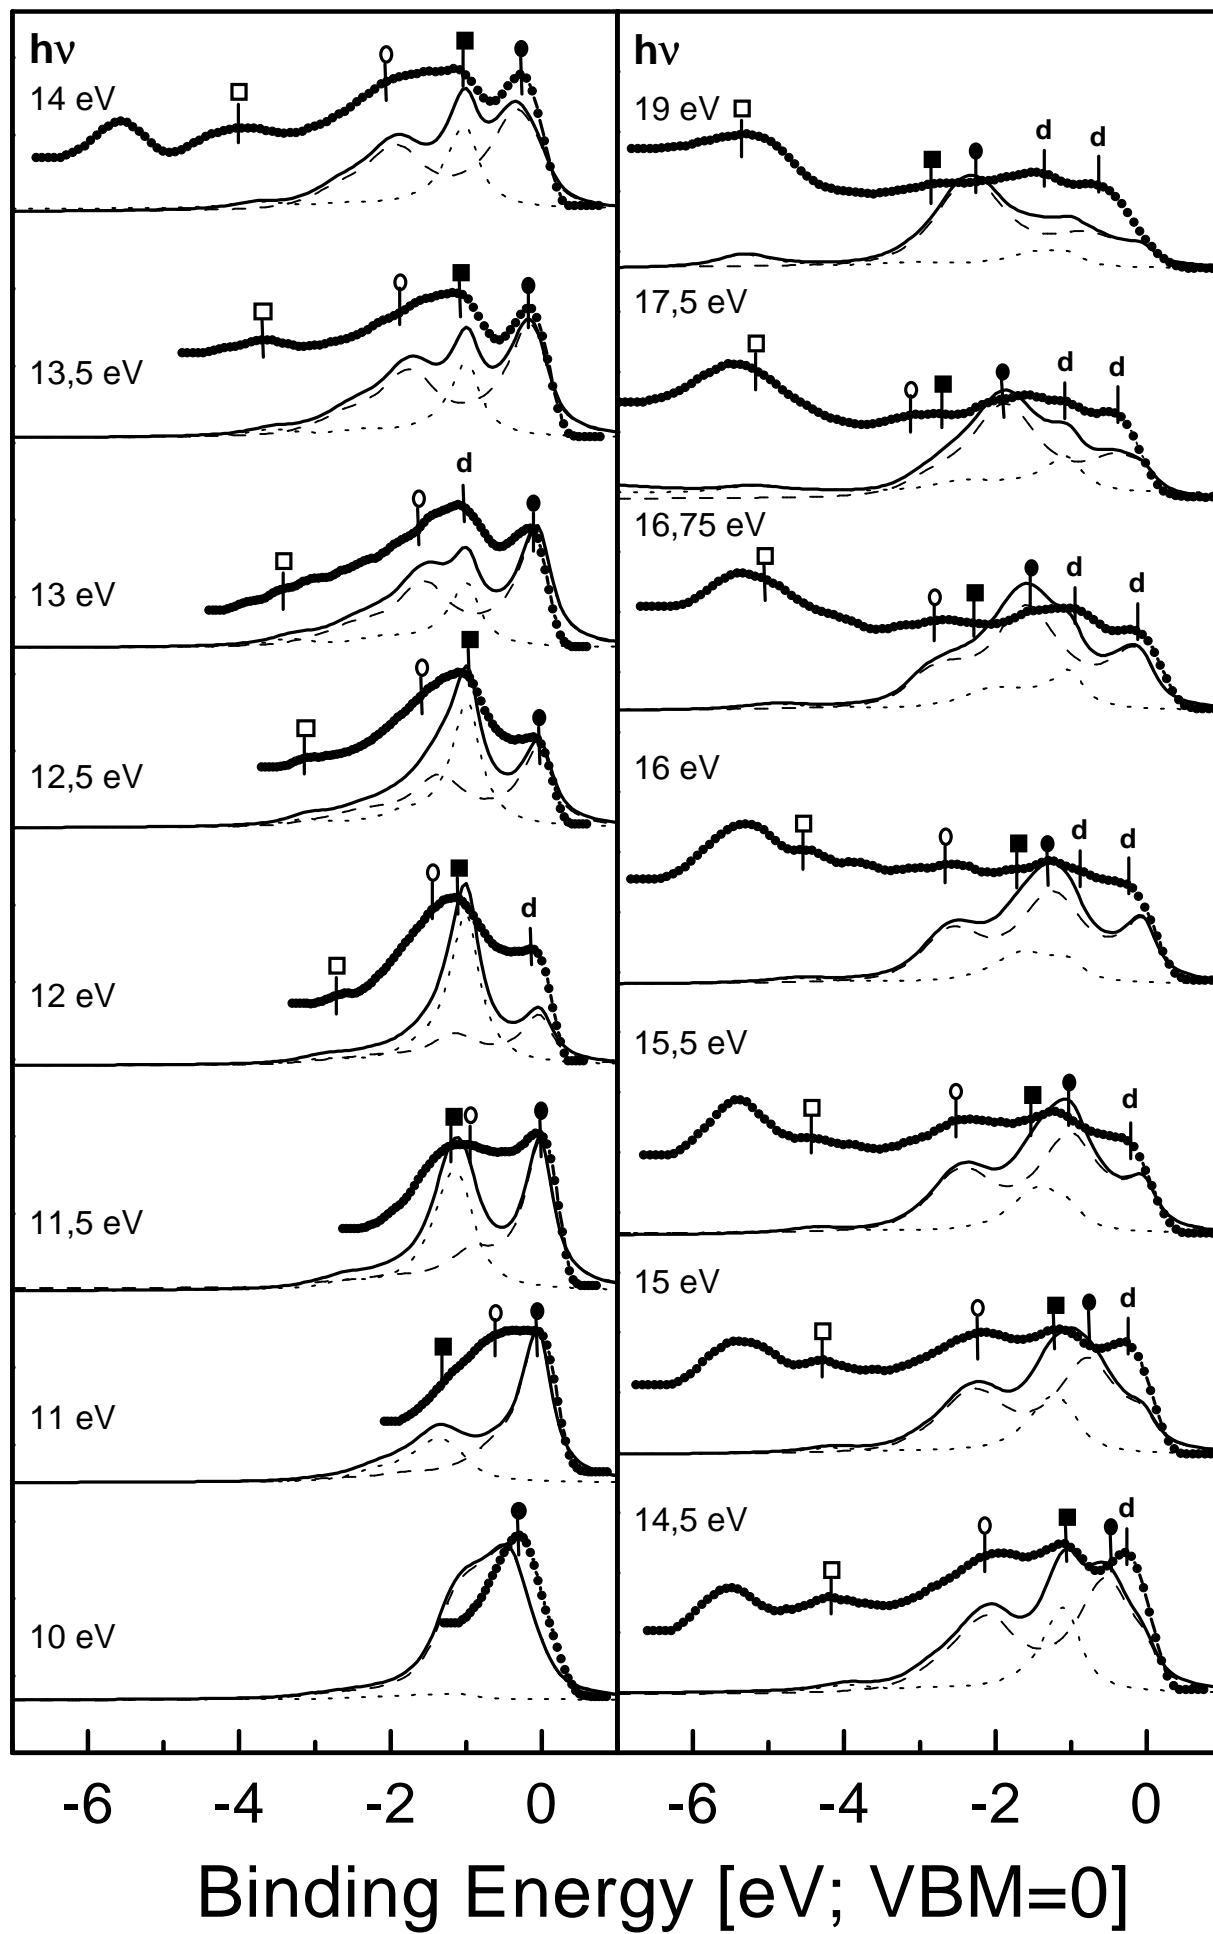 hν
14 eV
13,5 eV
d
13 eV
12,5 eV
d
12 eV
11,5 eV
11 eV
10 eV
hν
19 eV
d d
17,5 eV
d d
16,75 eV
d d
16 eV
d d
15,5 eV
d
15 eV
d
14,5 eV
d
-6 -4 -2 0 -6 -4 -2 0
Binding Energy [eV; VBM=0]